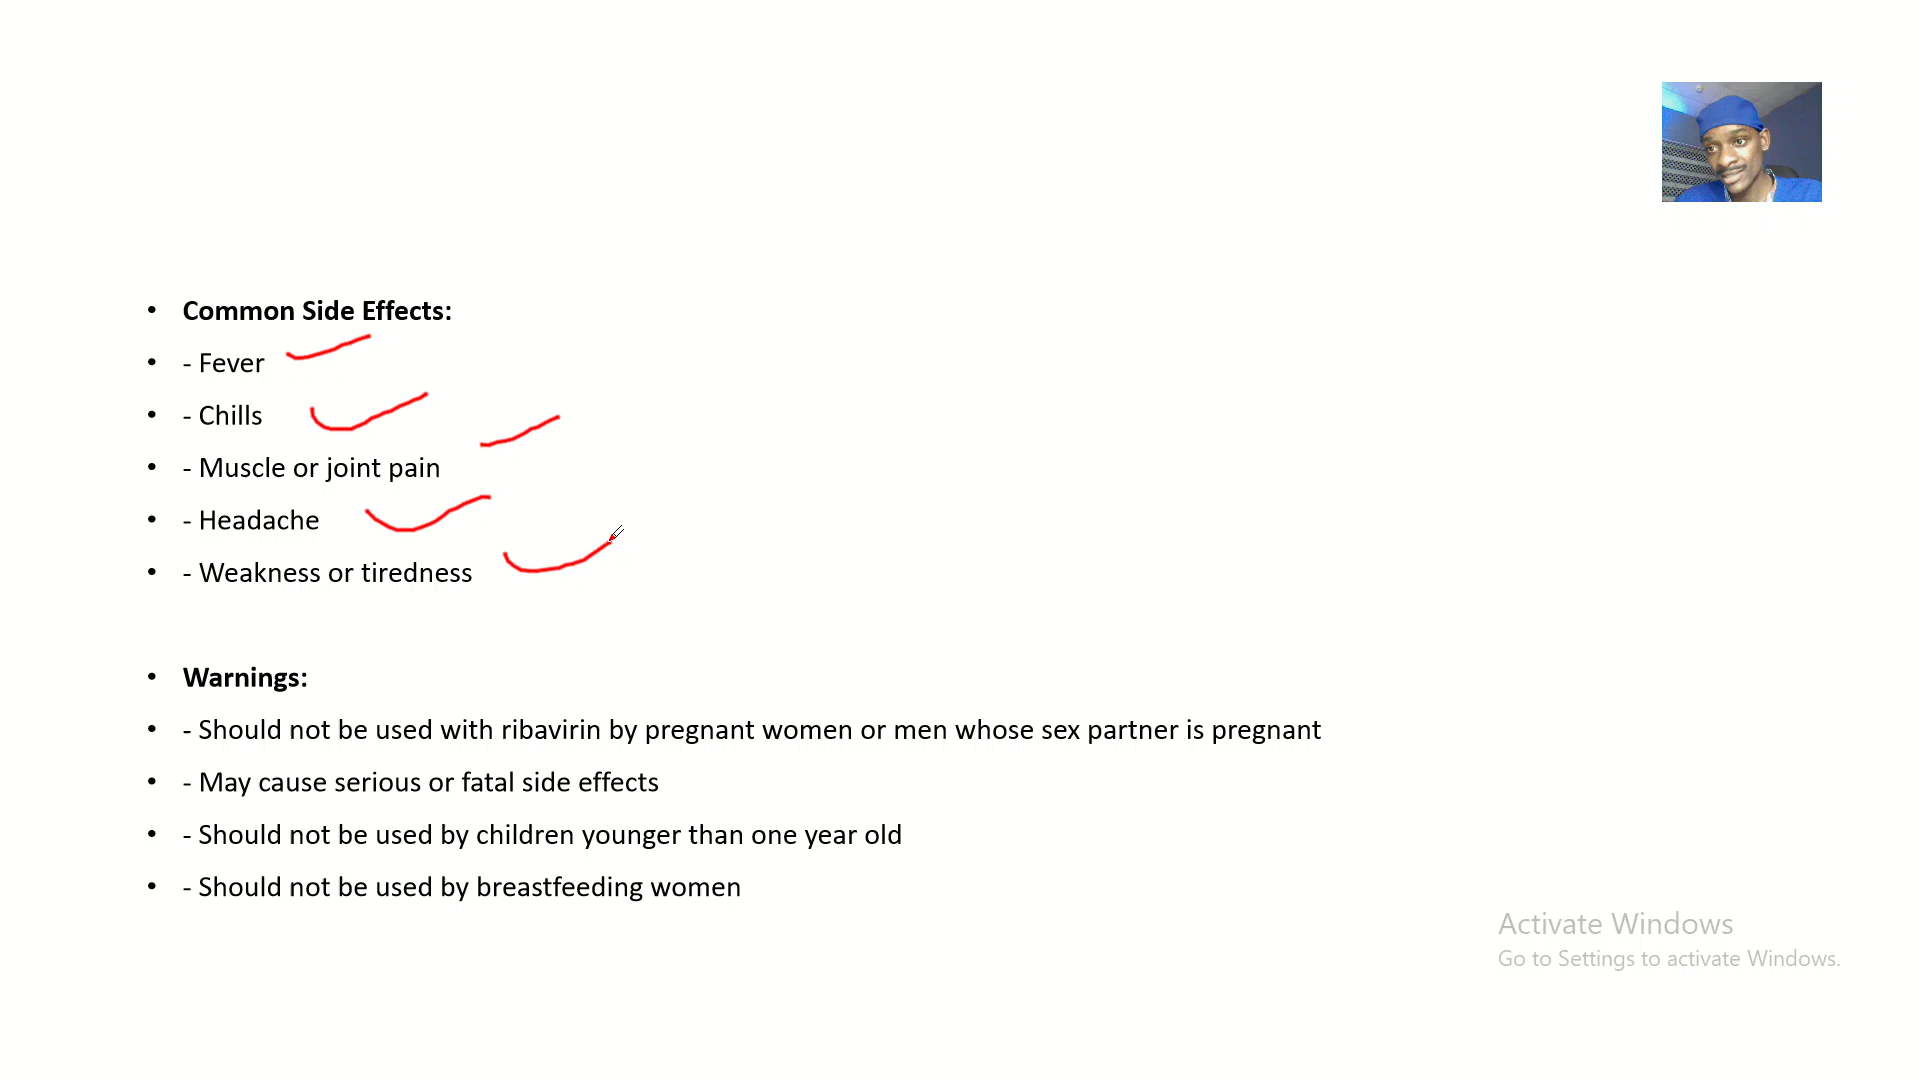 • Common Side Effects:
• - Fever
• - Chills
• - Muscle or joint pain
• - Headache
• - Weakness or tiredness
• Warnings:
• - Should not be used with ribavirin by pregnant women or men whose sex partner is pregnant
• - May cause serious or fatal side effects
• - Should not be used by children younger than one year old
• - Should not be used by breastfeeding women
Activate Windows
Go to Settings to activate Windows.